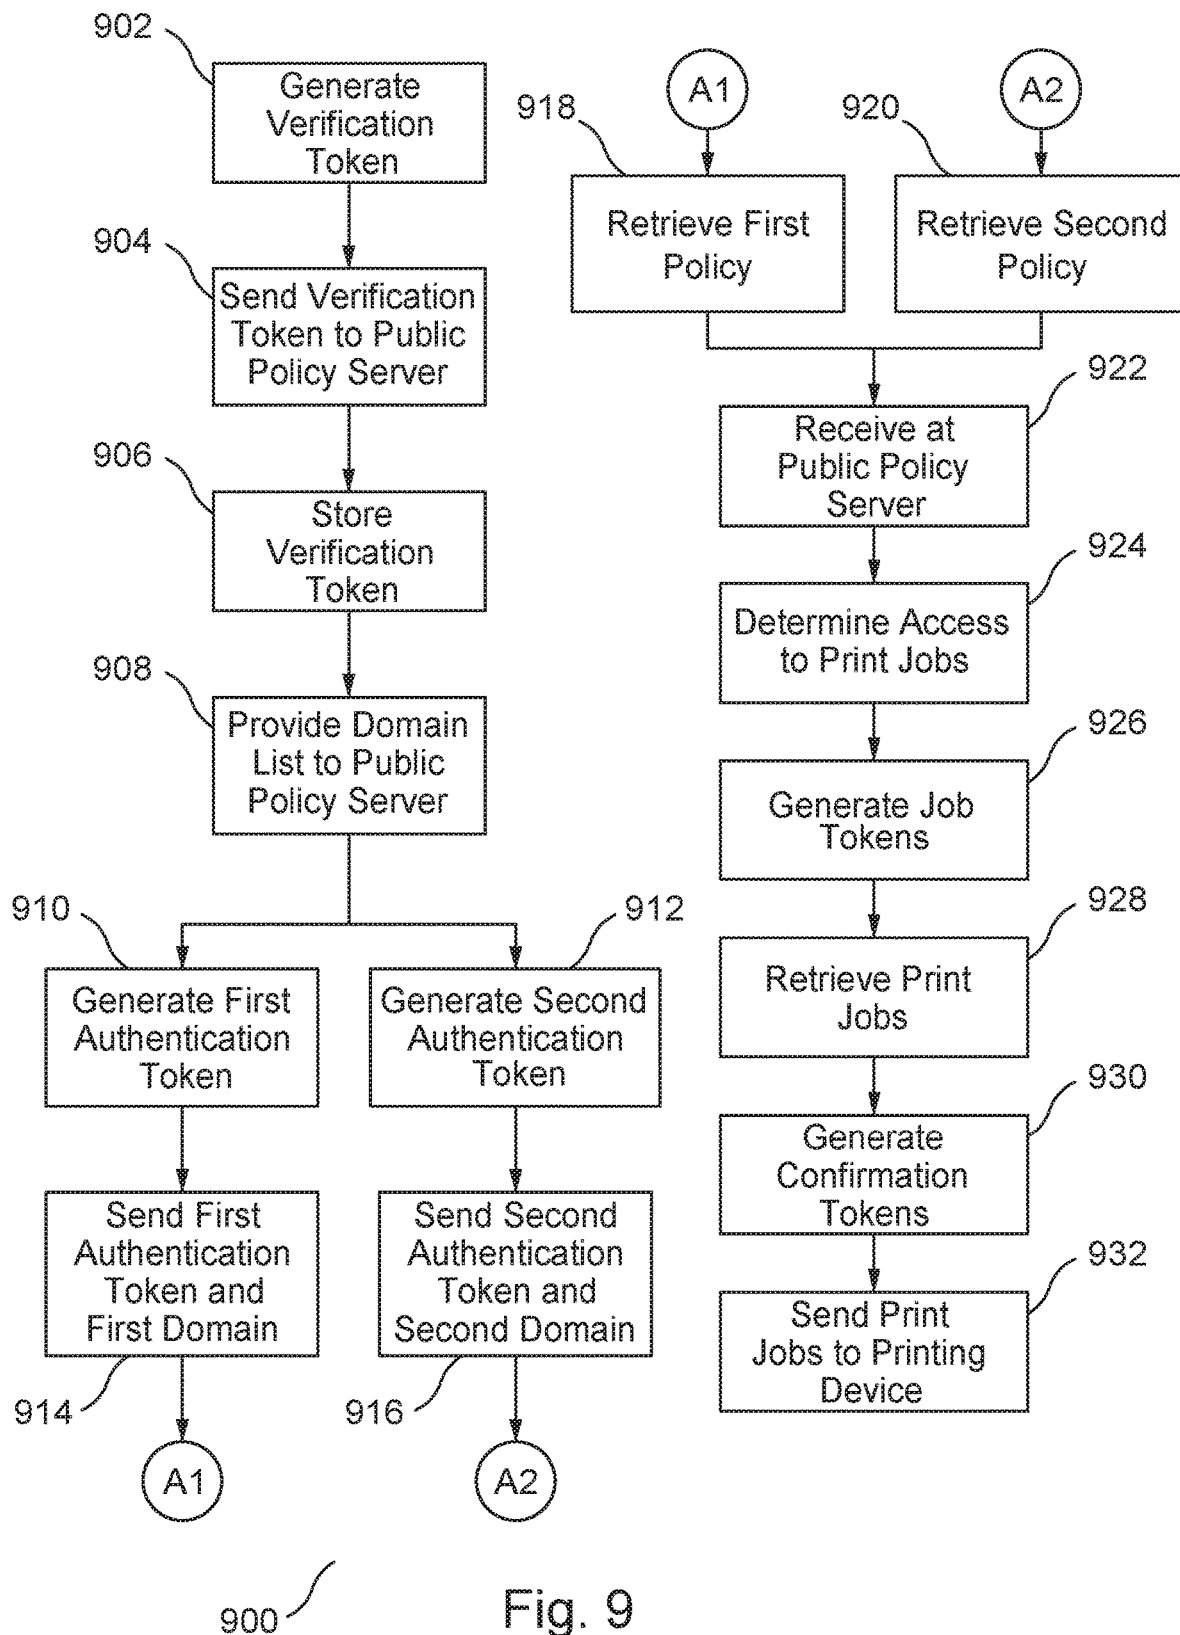 902
Generate
Verification
Token
904
Send Verification
Token to Public
Policy Server
906
Store
Verification
Token
908
Provide Domain
List to Public
Policy Server
910
Generate First
Authentication
Token
912
Generate Second
Authentication
Token
Send First
Authentication
Token and
First Domain
914
Send Second
Authentication
Token and
Second Domain
916
A1
A2
A1
918
Retrieve First
Policy
A2
920
Retrieve Second
Policy
922
Receive at
Public Policy
Server
924
Determine Access
to Print Jobs
926
Generate Job
Tokens
928
Retrieve Print
Jobs
930
Generate
Confirmation
Tokens
932
Send Print
Jobs to Printing
Device
900
Fig. 9